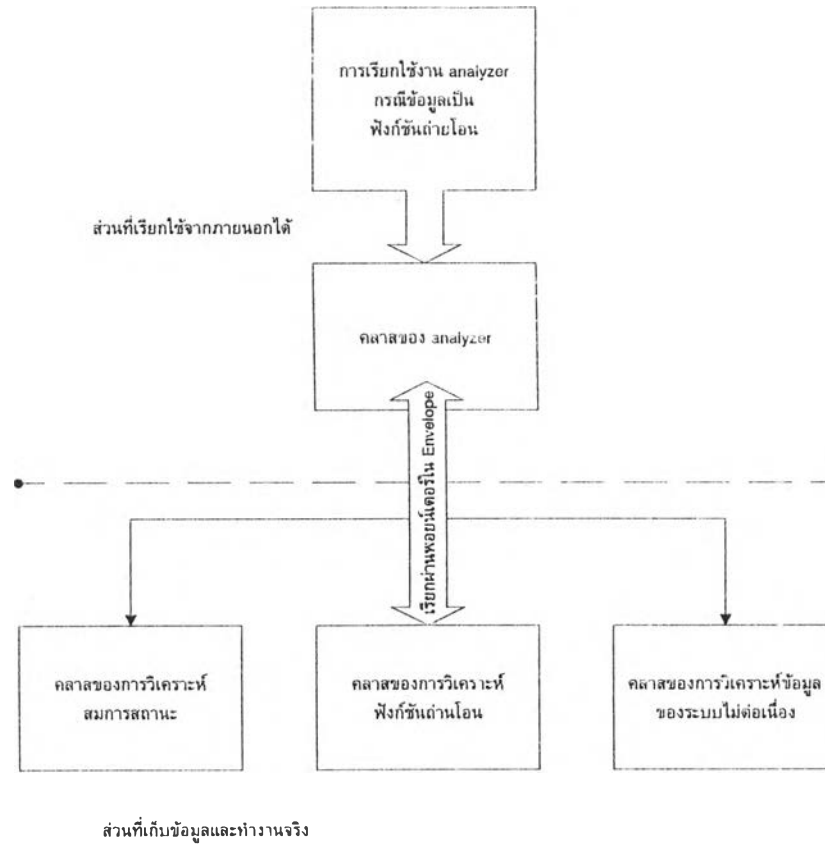 การเรียกใช้งาน analyzer
กรณีข้อมูลเป็น
ฟังก์ชันถ่ายโอน
ส่วนที่เรียกใช้จากภายนอกได้
คลาสของ analyzer
เรียกผ่านพอยน์เตอร์ใน Envelope
คลาสของการวิเคราะห์
สมการสถานะ
คลาสของการวิเคราะห์
ฟังก์ชันถ่านโอน
คลาสของการวิเคราะห์ข้อมูล
ของระบบไม่ต่อเนื่อง
ส่วนที่เก็บข้อมูลและทำงานจริง